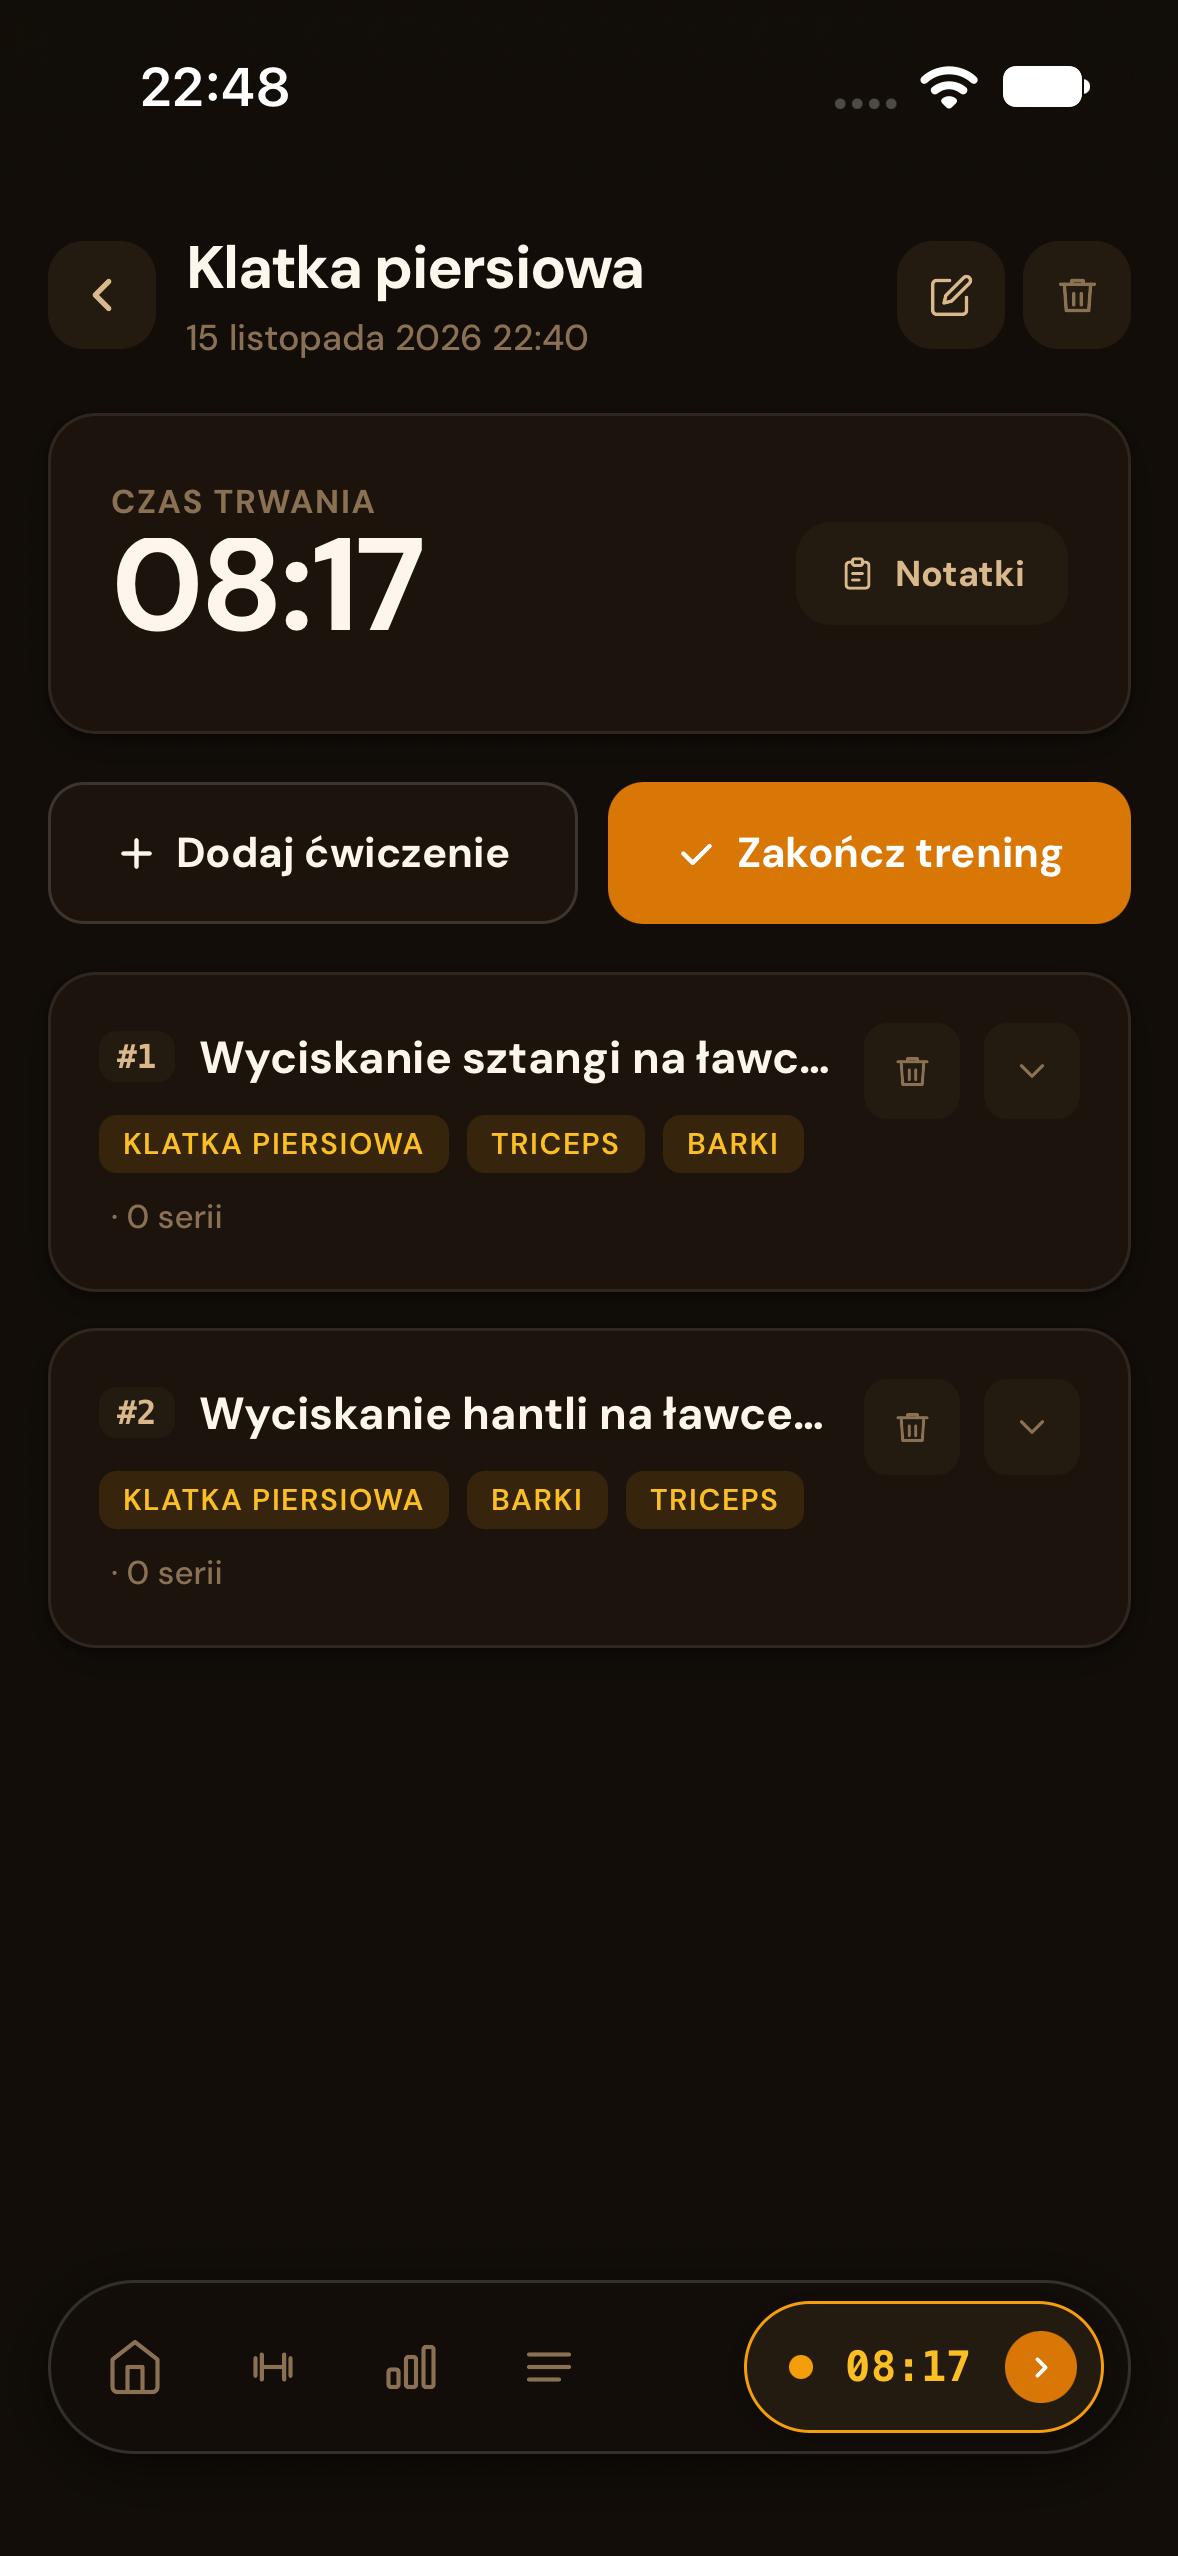 22:48
Klatka piersiowa
15 listopada 2026 22:40
CZAS TRWANIA
08:17
Notatki
Dodaj ćwiczenie
Zakończ trening
#1 Wyciskanie sztangi na ławc...
KLATKA PIERSIOWA TRICEPS BARKI
· 0 serii
#2 Wyciskanie hantli na ławce...
KLATKA PIERSIOWA BARKI TRICEPS
· 0 serii
08:17